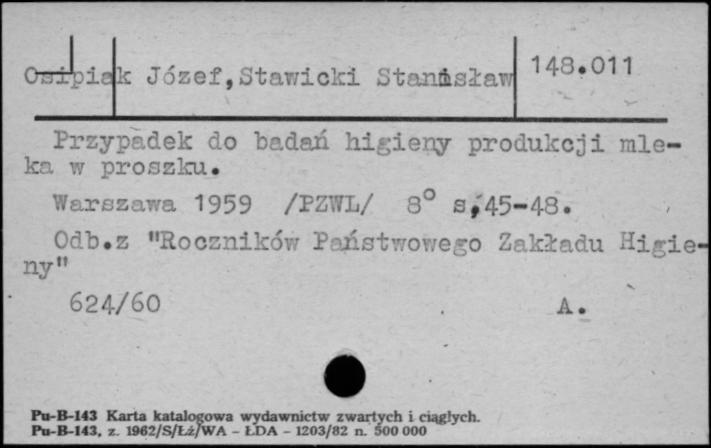 Osipiak Józef,Stawicki Stanisław 148.011
Przypadek do badań higieny produkcji mle-
ka w proszku.
Warszawa 1959 /PZWL/ 8° s,45-48.
Odb.z "Roczników Państwowego Zakładu Higie-
ny"
624/60 A.
Pu-B-143 Karta katalogowa wydawnictw zwartych i ciągłych.
Pu-B-143, z. 1962/S/Łż/WA - ŁDA - 1203/82 n. 500 000